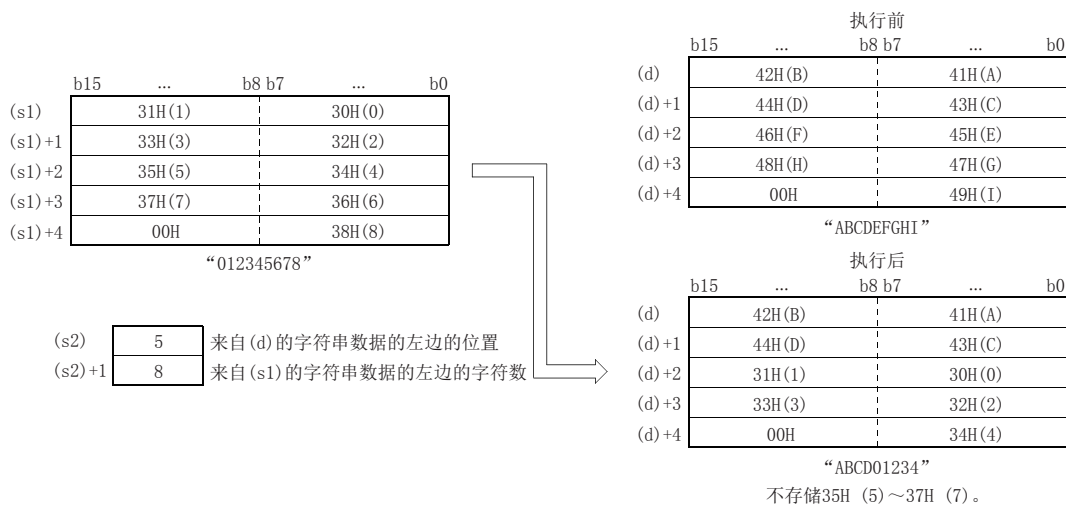 b15 ... b8 b7 ... b0
(s1) 31H(1) 30H(0)
(s1)+1 33H(3) 32H(2)
(s1)+2 35H(5) 34H(4)
(s1)+3 37H(7) 36H(6)
(s1)+4 00H 38H(8)
“012345678”
(s2) 5 来自(d)的字符串数据的左边的位置
(s2)+1 8 来自(s1)的字符串数据的左边的字符数
执行前
b15 ... b8 b7 ... b0
(d) 42H(B) 41H(A)
(d)+1 44H(D) 43H(C)
(d)+2 46H(F) 45H(E)
(d)+3 48H(H) 47H(G)
(d)+4 00H 49H(I)
“ABCDEFGHI”
执行后
b15 ... b8 b7 ... b0
(d) 42H(B) 41H(A)
(d)+1 44H(D) 43H(C)
(d)+2 31H(1) 30H(0)
(d)+3 33H(3) 32H(2)
(d)+4 00H 34H(4)
“ABCD01234”
不存储35H (5)～37H (7)。